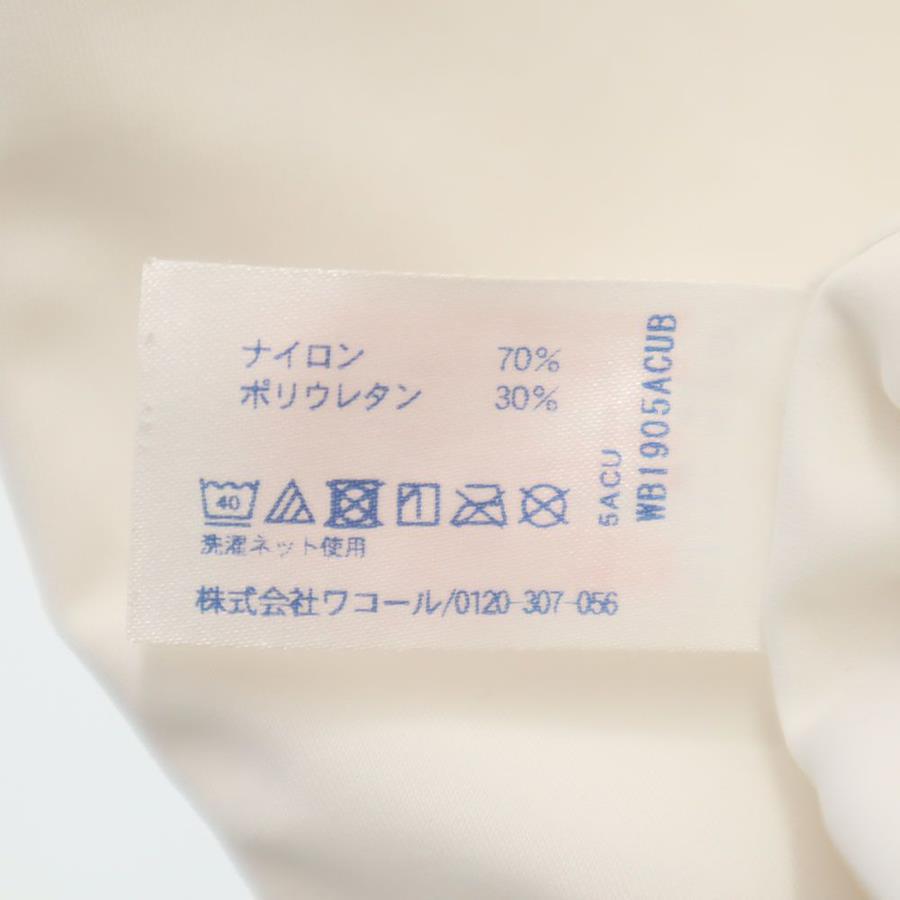 ナイロン 70%
ポリウレタン 30%
40
洗濯ネット使用
株式会社ワコール/0120-307-056
5ACU
WB1905ACUB